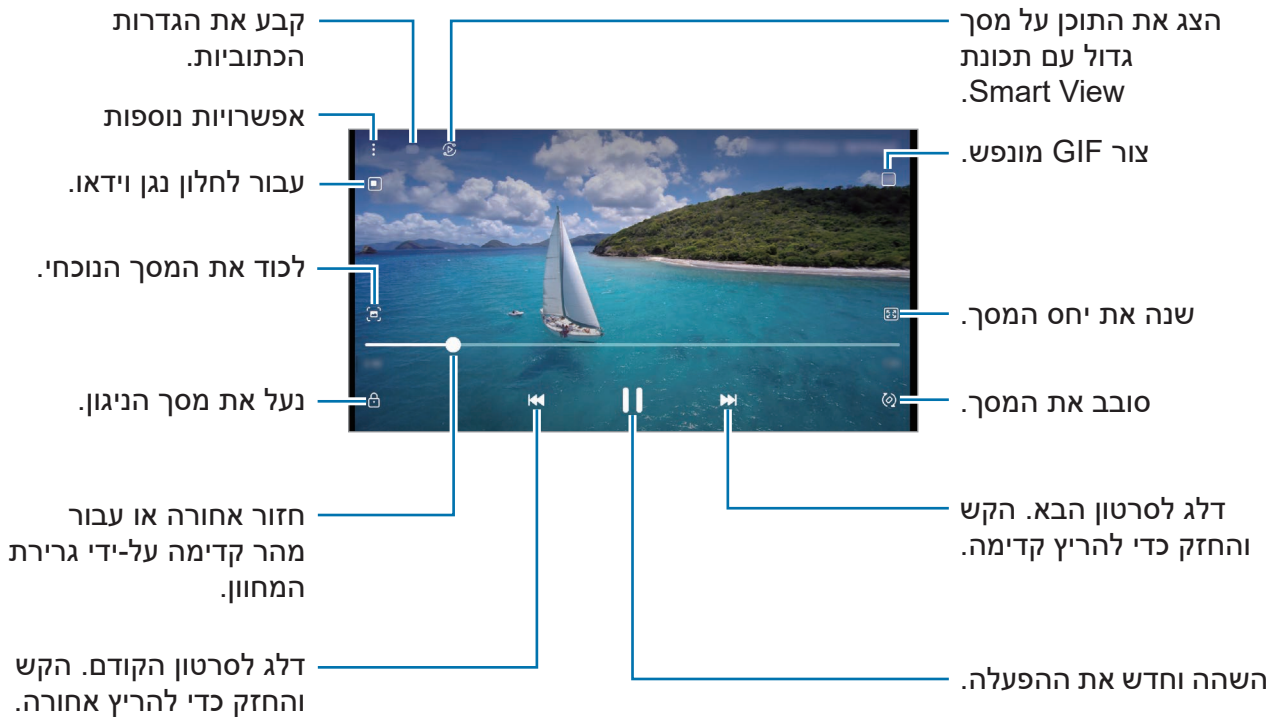 הצג את התוכן על מסך
גדול עם תכונת
Smart View.
צור GIF מונפש.
שנה את יחס המסך.
סובב את המסך.
דלג לסרטון הבא. הקש
והחזק כדי להריץ קדימה.
השהה וחדש את ההפעלה.
קבע את הגדרות
הכתוביות.
אפשרויות נוספות
עבור לחלון נגן וידאו.
לכוד את המסך הנוכחי.
נעל את מסך הניגון.
חזור אחורה או עבור
מהר קדימה על-ידי גרירת
המחוון.
דלג לסרטון הקודם. הקש
והחזק כדי להריץ אחורה.